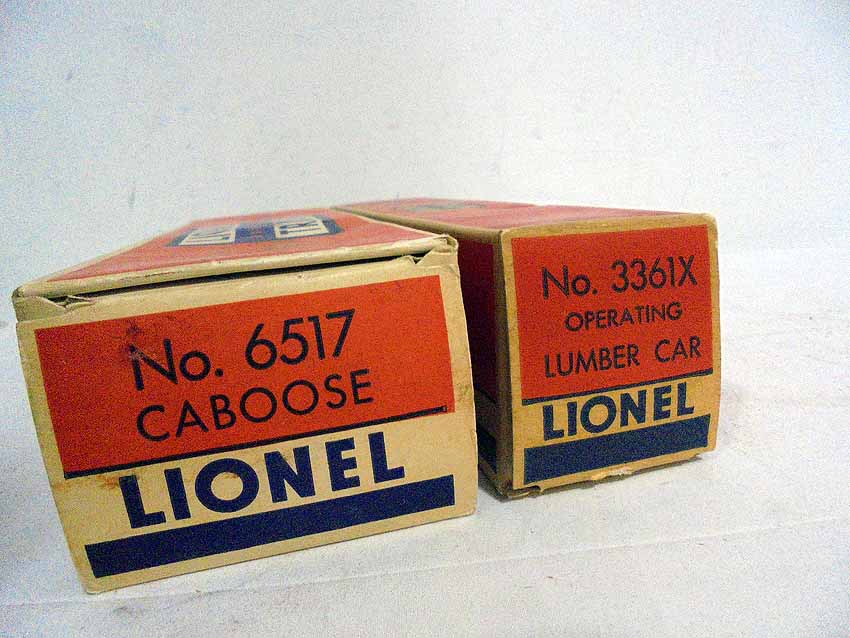 No. 6517
CABOOSE
LIONEL
No. 3361X
OPERATING
LUMBER CAR
LIONEL